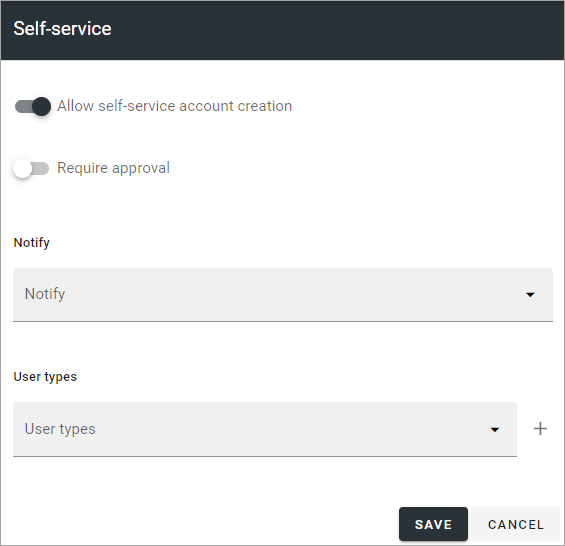 Self-service
Allow self-service account creation
Require approval
Notify
Notify
User types
User types
+
SAVE CANCEL